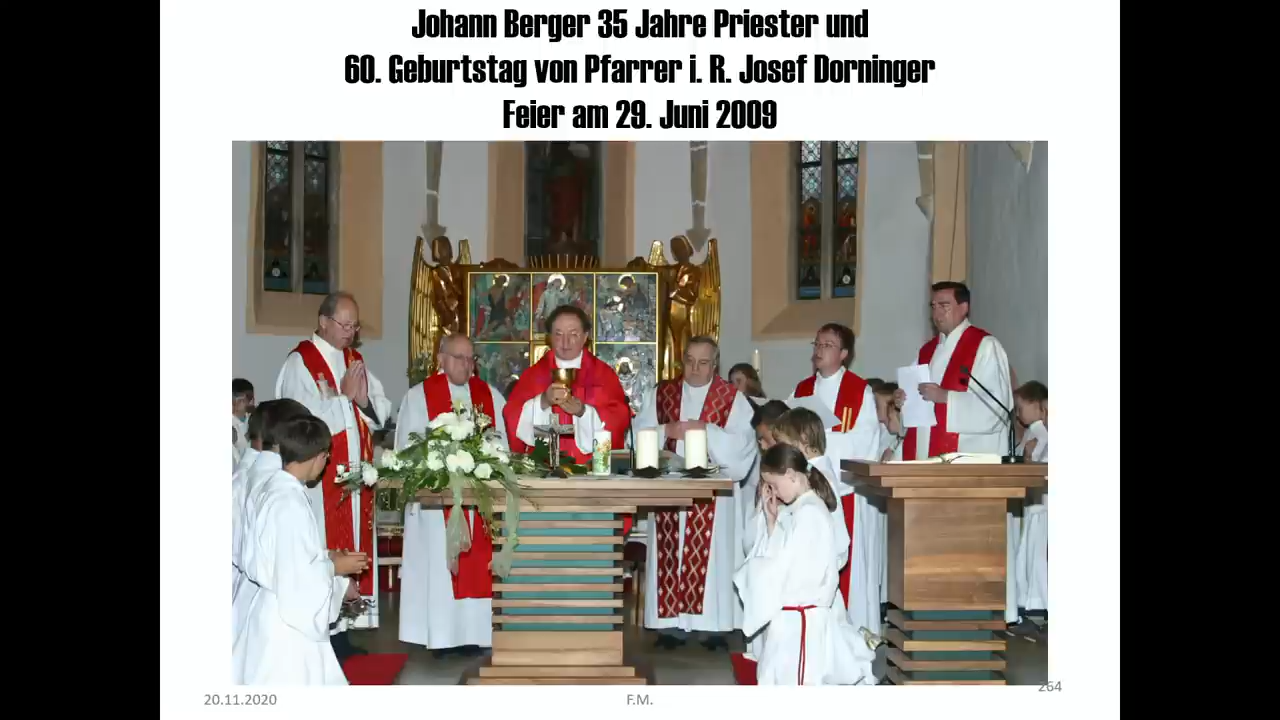 Johann Berger 35 Jahre Priester und
60. Geburtstag von Pfarrer i. R. Josef Dorninger
Feier am 29. Juni 2009
20.11.2020
F.M.
264